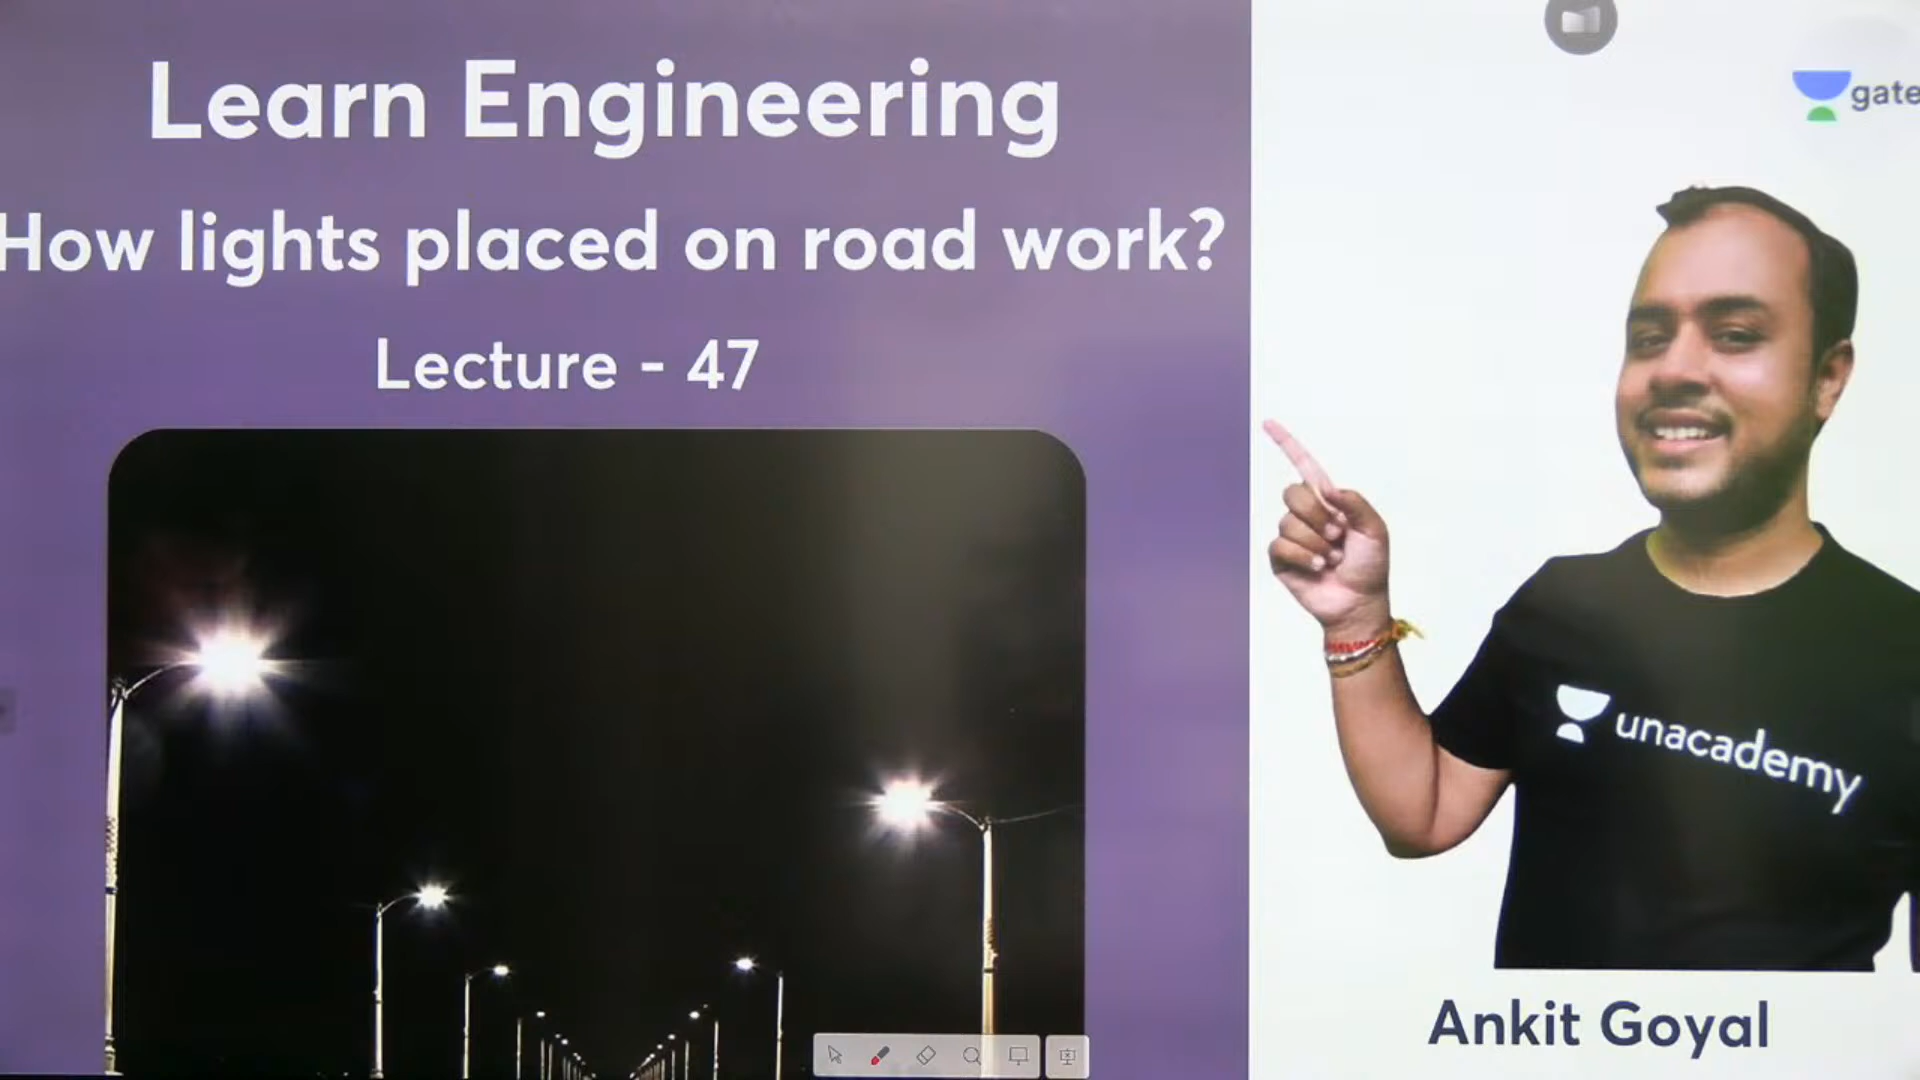 Learn Engineering
How lights placed on road work?
Lecture - 47
gate
unacademy
Ankit Goyal